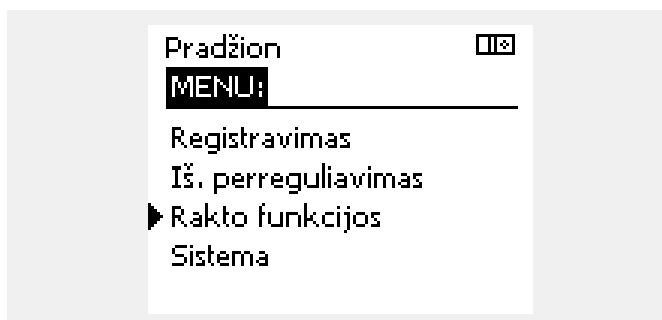 Pradžion
MENU:
Registravimas
Iš. perreguliavimas
Rakto funkcijos
Sistema